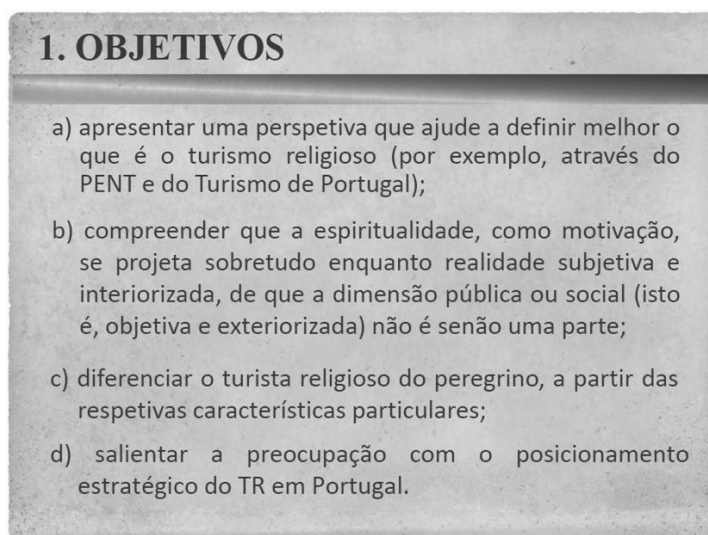 1. OBJETIVOS
a) apresentar uma perspetiva que ajude a definir melhor o
que é o turismo religioso (por exemplo, através do
PENT e do Turismo de Portugal);
b) compreender que a espiritualidade, como motivação,
se projeta sobretudo enquanto realidade subjetiva e
interiorizada, de que a dimensão pública ou social (isto
é, objetiva e exteriorizada) não é senão uma parte;
c) diferenciar o turista religioso do peregrino, a partir das
respetivas características particulares;
d) salientar a preocupação com o posicionamento
estratégico do TR em Portugal.